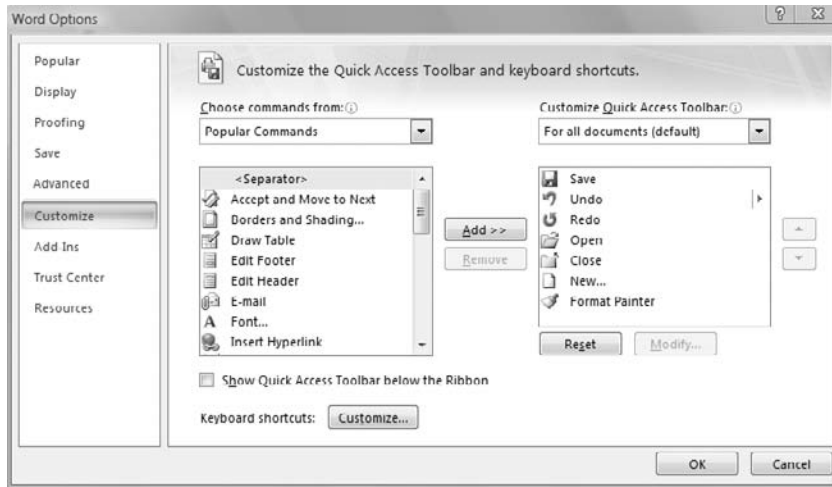 Word Options
Popular
Display
Proofing
Save
Advanced
Customize
Add Ins
Trust Center
Resources
Customize the Quick Access Toolbar and keyboard shortcuts.
Choose commands from:
Popular Commands
<Separator>
Accept and Move to Next
Borders and Shading...
Draw Table
Edit Footer
Edit Header
E-mail
Font...
Insert Hyperlink
Add >>
Remove
Customize Quick Access Toolbar:
For all documents (default)
Save
Undo
Redo
Open
Close
New...
Format Painter
Reset
Modify...
Show Quick Access Toolbar below the Ribbon
Keyboard shortcuts:
Customize...
OK
Cancel